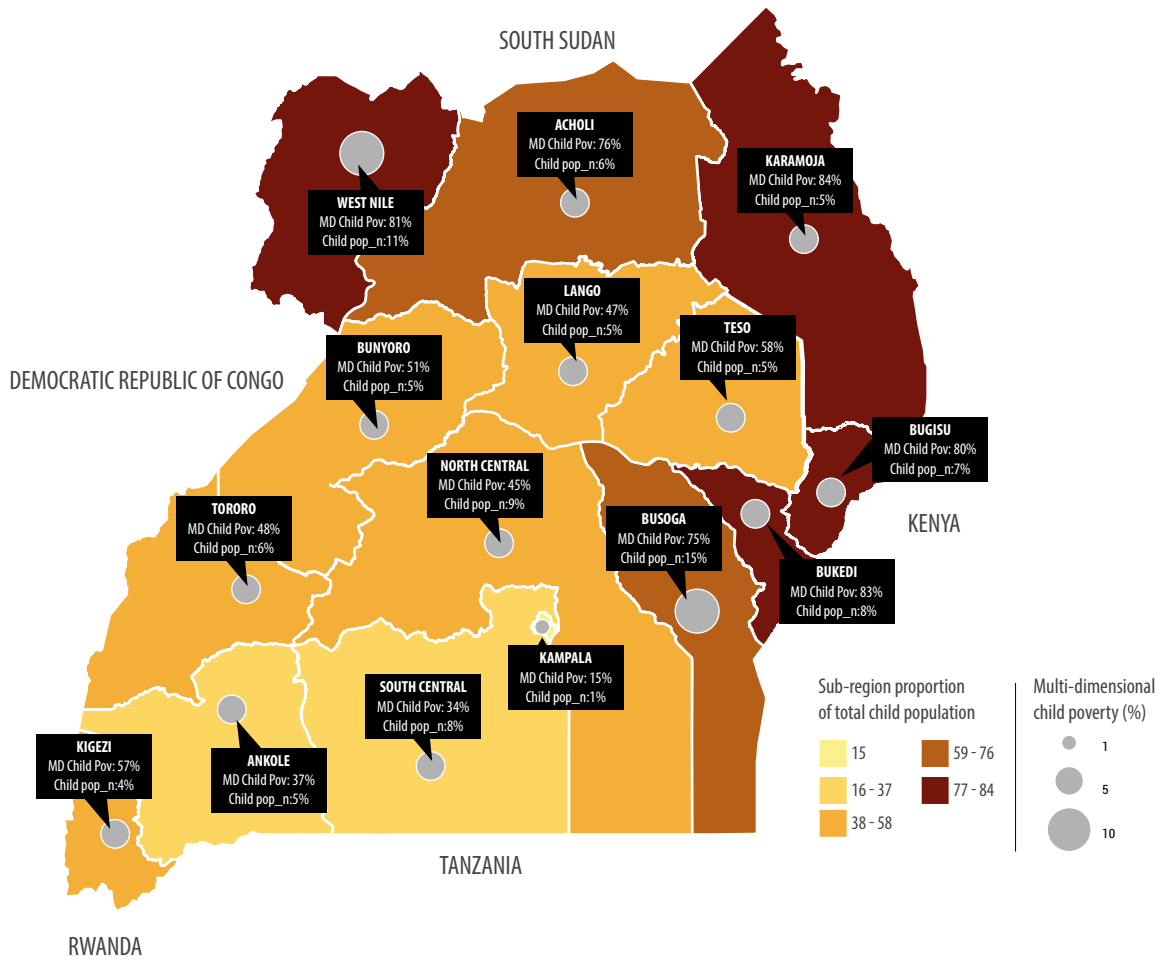 SOUTH SUDAN
ACHOLI
MD Child Pov: 76%
Child pop_n:6%
KARAMOJA
MD Child Pov: 84%
Child pop_n:5%
WEST NILE
MD Child Pov: 81%
Child pop_n:11%
LANGO
MD Child Pov: 47%
Child pop_n:5%
TESO
MD Child Pov: 58%
Child pop_n:5%
BUNYORO
MD Child Pov: 51%
Child pop_n:5%
DEMOCRATIC REPUBLIC OF CONGO
BUGISU
MD Child Pov: 80%
Child pop_n:7%
NORTH CENTRAL
MD Child Pov: 45%
Child pop_n:9%
TORORO
MD Child Pov: 48%
Child pop_n:6%
BUSOGA
MD Child Pov: 75%
Child pop_n:15%
KENYA
BUKEDI
MD Child Pov: 83%
Child pop_n:8%
KAMPALA
MD Child Pov: 15%
Child pop_n:1%
SOUTH CENTRAL
MD Child Pov: 34%
Child pop_n:8%
KIGEZI
MD Child Pov: 57%
Child pop_n:4%
ANKOLE
MD Child Pov: 37%
Child pop_n:5%
TANZANIA
RWANDA
Sub-region proportion
of total child population
15
16 - 37
38 - 58
59 - 76
77 - 84
Multi-dimensional
child poverty (%)
1
5
10